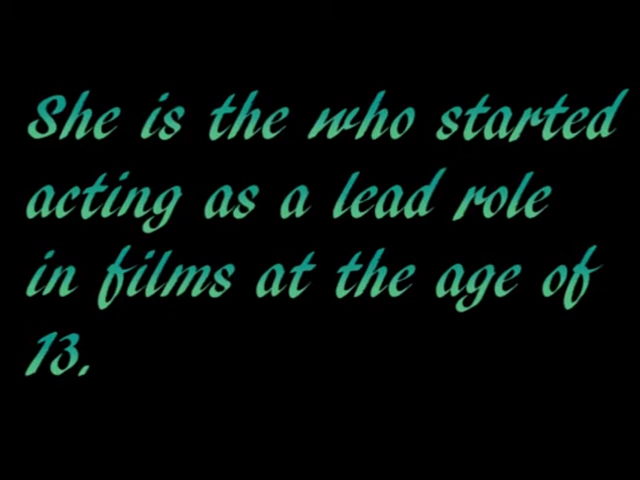 She is the who started
acting as a lead role
in films at the age of
13.